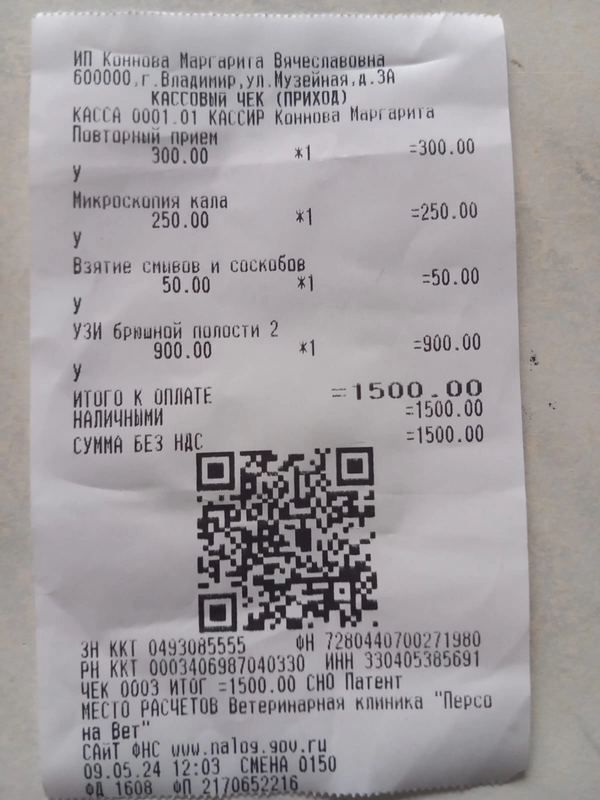 ИП Коннова Маргарита Вячеславовна
600000,г.Владимир,ул.Музейная,д.3А
КАССОВЫЙ ЧЕК (ПРИХОД)
КАССА 0001.01 КАССИР Коннова Маргарита
Повторный прием
300.00 *1 =300.00
У
Микроскопия кала
250.00 *1 =250.00
У
Взятие смывов и соскобов
50.00 *1 =50.00
У
УЗИ брюшной полости 2
900.00 *1 =900.00
У
ИТОГО К ОПЛАТЕ =1500.00
НАЛИЧНЫМИ =1500.00
СУММА БЕЗ НДС =1500.00
ЗН ККТ 0493085555 ФН 7280440700271980
РН ККТ 0003406987040330 ИНН 330405385691
ЧЕК 0003 ИТОГ =1500.00 СНО Патент
МЕСТО РАСЧЕТОВ Ветеринарная клиника "Персо
на Вет"
САЙТ ФНС www.nalog.gov.ru
09.05.24 12:03 СМЕНА 0150
ФД 1608 ФП 2170652216